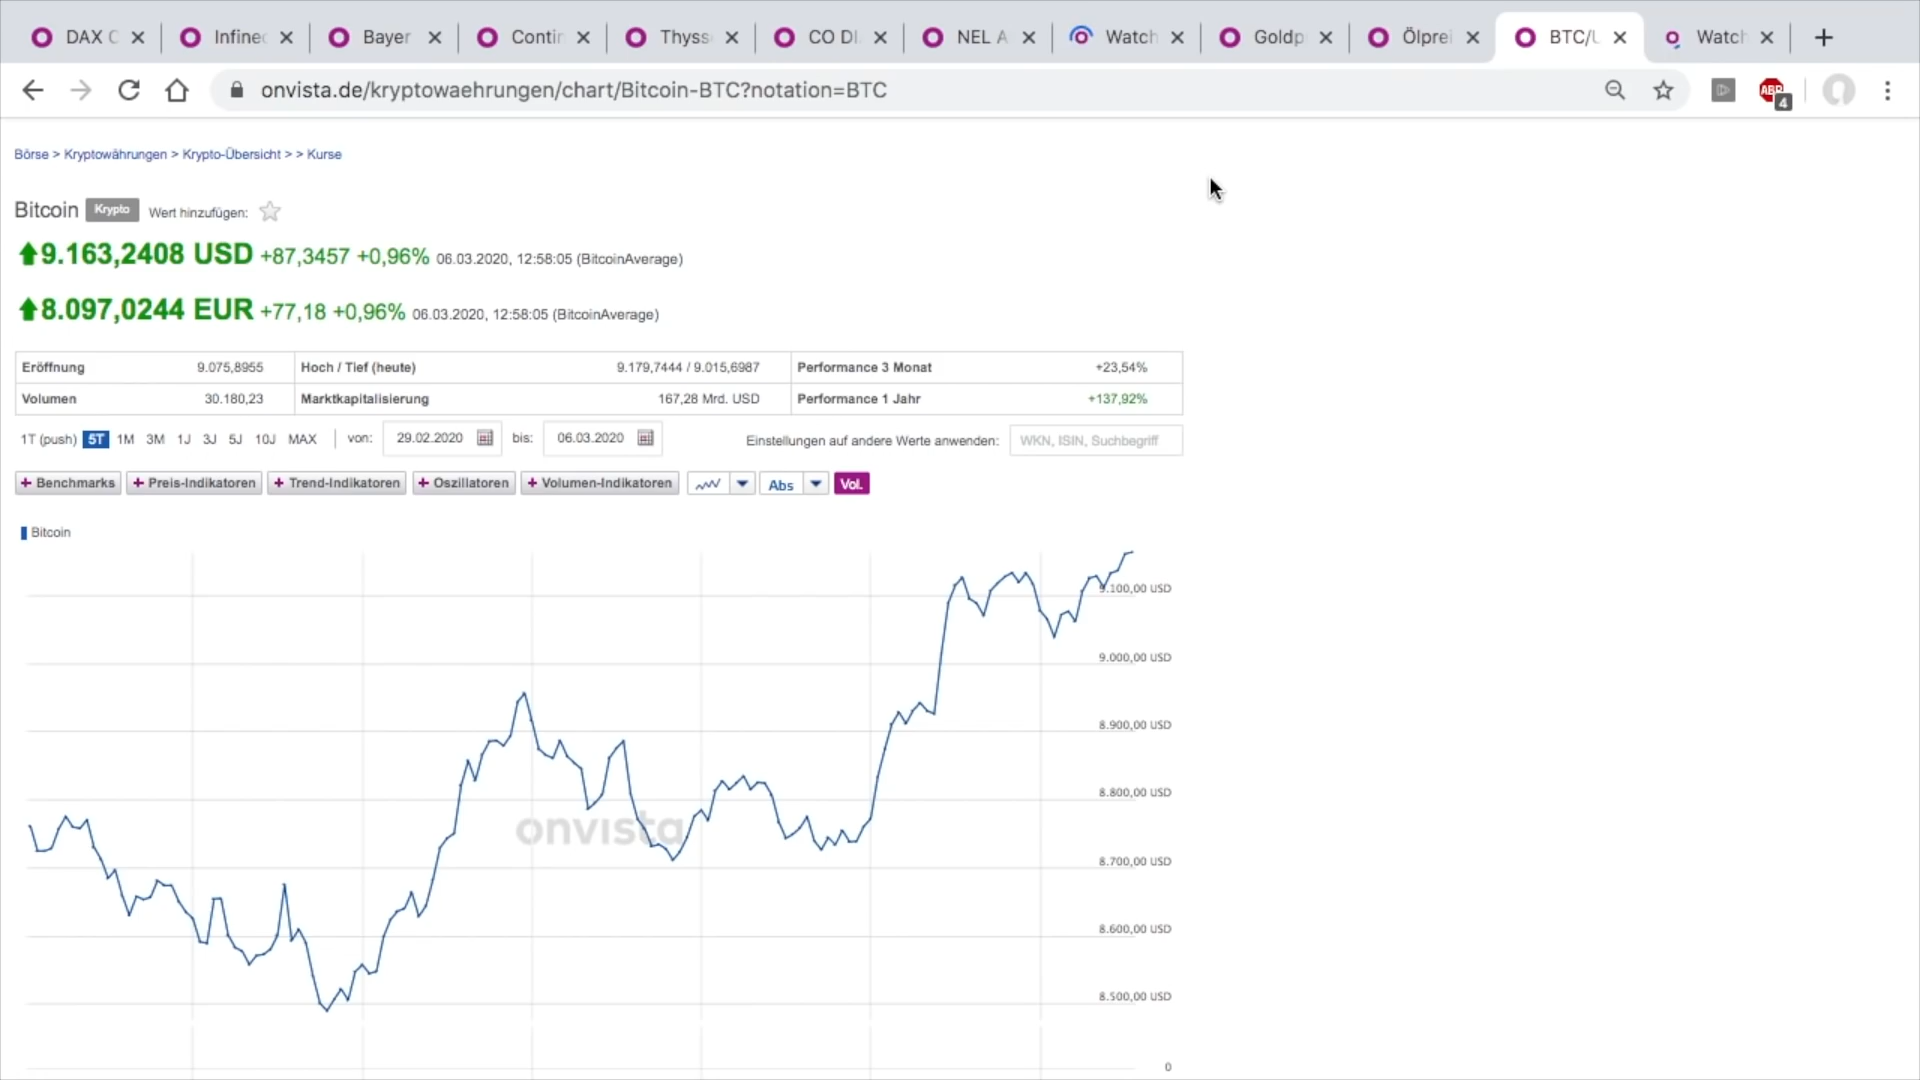 DAX C
Infinec
Bayer
Contin
Thyss
CO DI
NEL A
Watch
Goldp
Ölprei
BTC/U
Watch
onvista.de/kryptowaehrungen/chart/Bitcoin-BTC?notation=BTC
ABP
4
Börse > Kryptowährungen > Krypto-Übersicht > > Kurse
Bitcoin Krypto Wert hinzufügen:
9.163,2408 USD +87,3457 +0,96% 06.03.2020, 12:58:05 (BitcoinAverage)
8.097,0244 EUR +77,18 +0,96% 06.03.2020, 12:58:05 (BitcoinAverage)
Eröffnung 9.075,8955 Hoch / Tief (heute) 9.179,7444 / 9.015,6987 Performance 3 Monat +23,54%
Volumen 30.180,23 Marktkapitalisierung 167,28 Mrd. USD Performance 1 Jahr +137,92%
1T (push) 5T 1M 3M 1J 3J 5J 10J MAX von: 29.02.2020 bis: 06.03.2020 Einstellungen auf andere Werte anwenden: WKN, ISIN, Suchbegriff
+ Benchmarks + Preis-Indikatoren + Trend-Indikatoren + Oszillatoren + Volumen-Indikatoren Abs Vol.
Bitcoin
9.100,00 USD
9.000,00 USD
8.900,00 USD
8.800,00 USD
onvista
8.700,00 USD
8.600,00 USD
8.500,00 USD
0